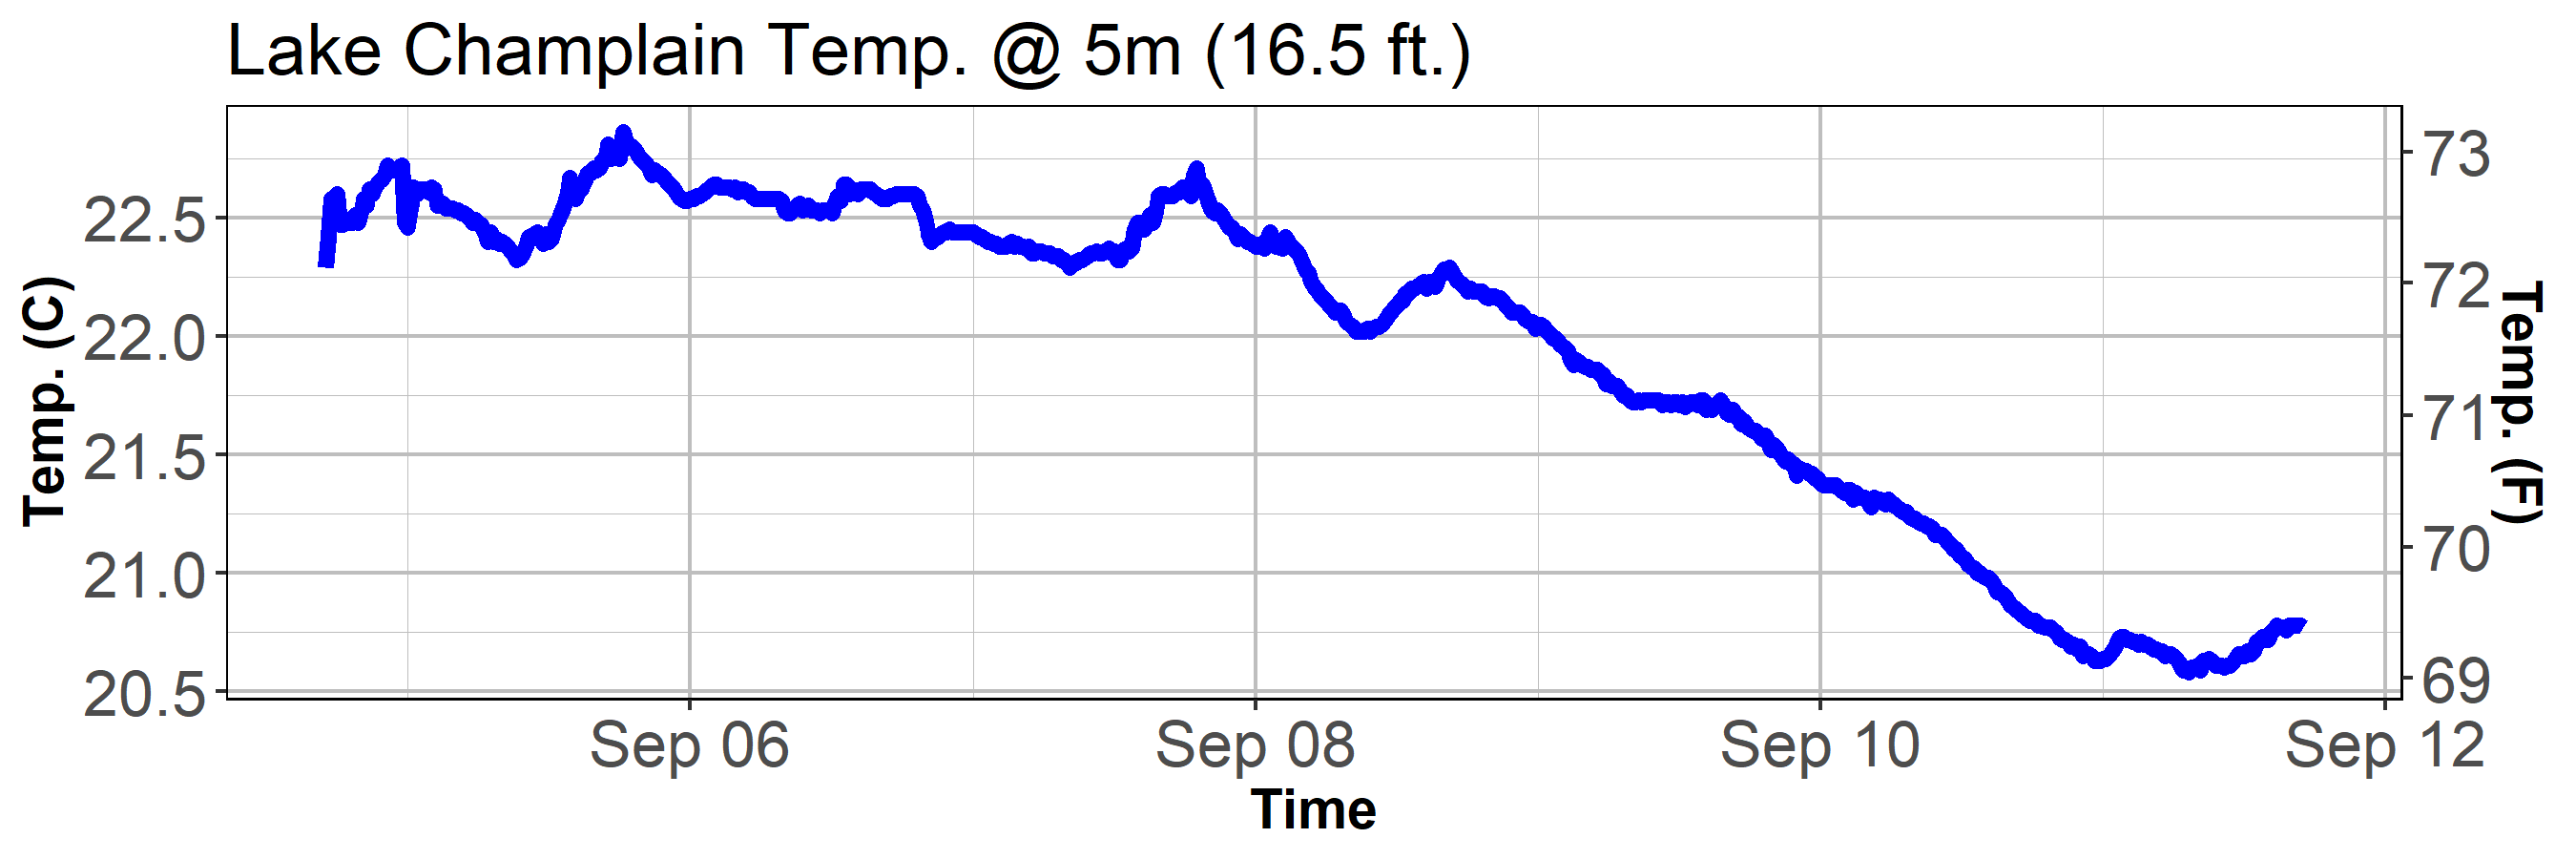 Lake Champlain Temp. @ 5m (16.5 ft.)
Temp. (C)
22.5
22.0
21.5
21.0
20.5
73
72
71
70
69
Temp. (F)
Sep 06
Sep 08
Sep 10
Sep 12
Time